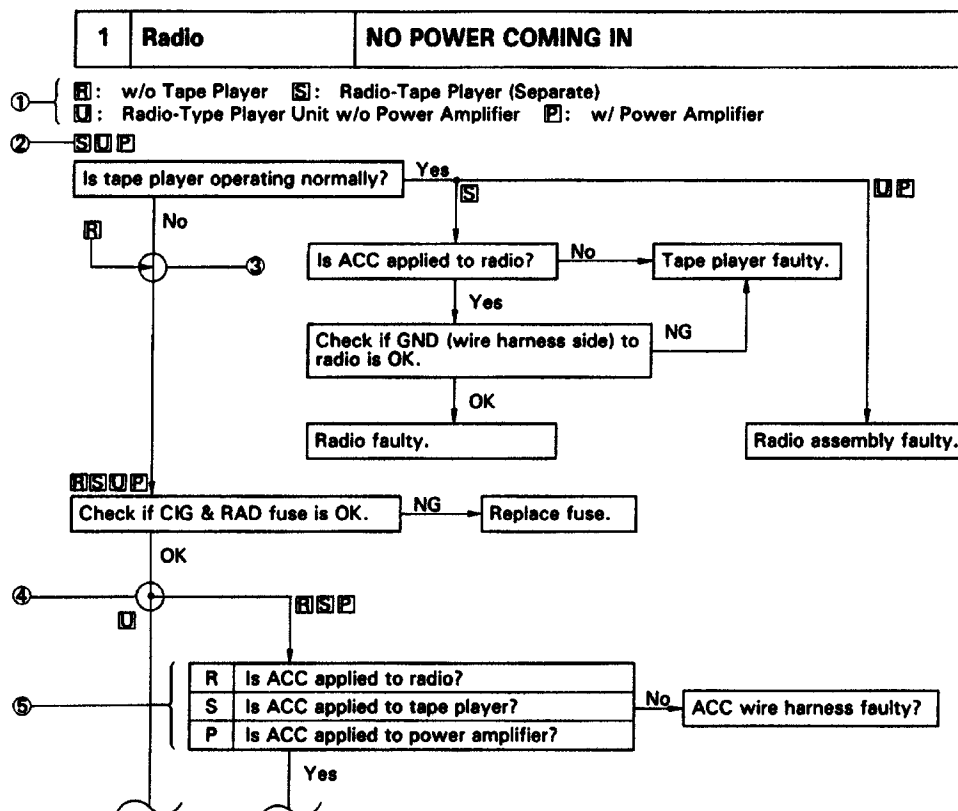 1 Radio NO POWER COMING IN
① R: w/o Tape Player S: Radio-Tape Player (Separate)
U: Radio-Type Player Unit w/o Power Amplifier P: w/ Power Amplifier
② S U P
Is tape player operating normally?
Yes
S
U P
No
R
③
Is ACC applied to radio?
No
Tape player faulty.
Yes
Check if GND (wire harness side) to
radio is OK.
NG
OK
Radio faulty.
Radio assembly faulty.
R S U P
Check if CIG & RAD fuse is OK.
NG
Replace fuse.
OK
④
U
R S P
⑤
R Is ACC applied to radio?
S Is ACC applied to tape player?
P Is ACC applied to power amplifier?
No
ACC wire harness faulty?
Yes